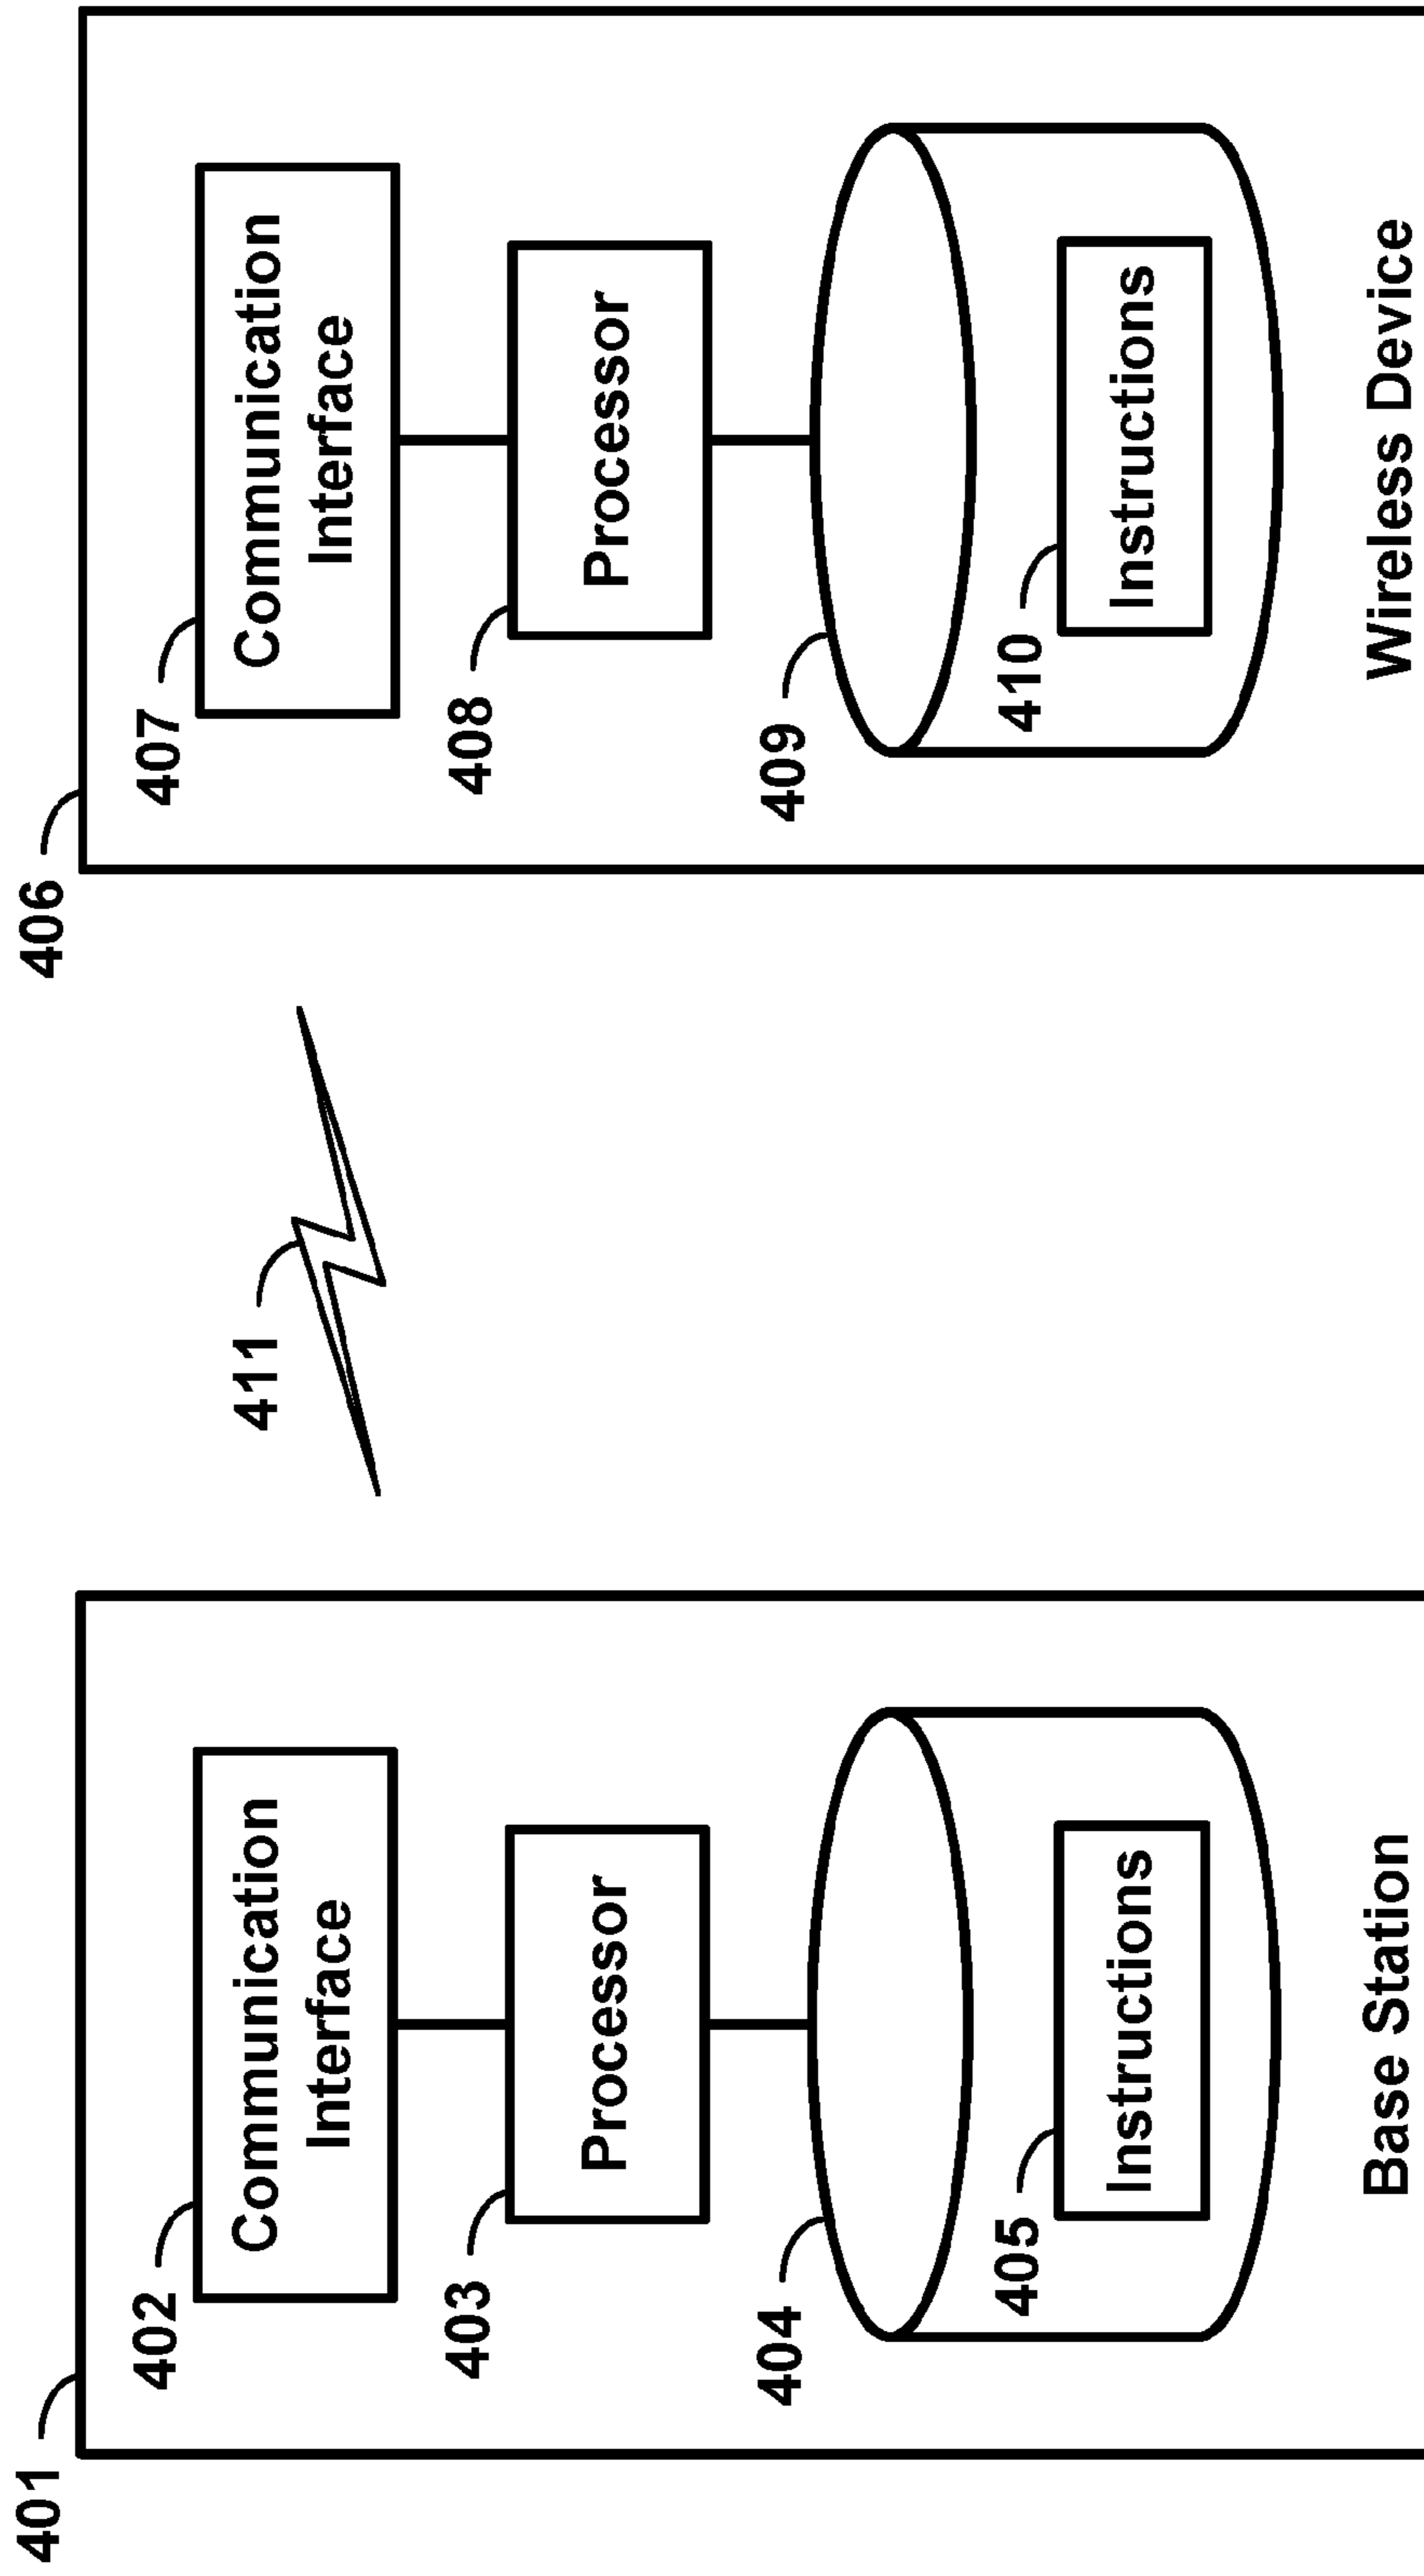 401
402
Communication
Interface
403
Processor
404
405
Instructions
Base Station
411
406
407
Communication
Interface
408
Processor
409
410
Instructions
Wireless Device